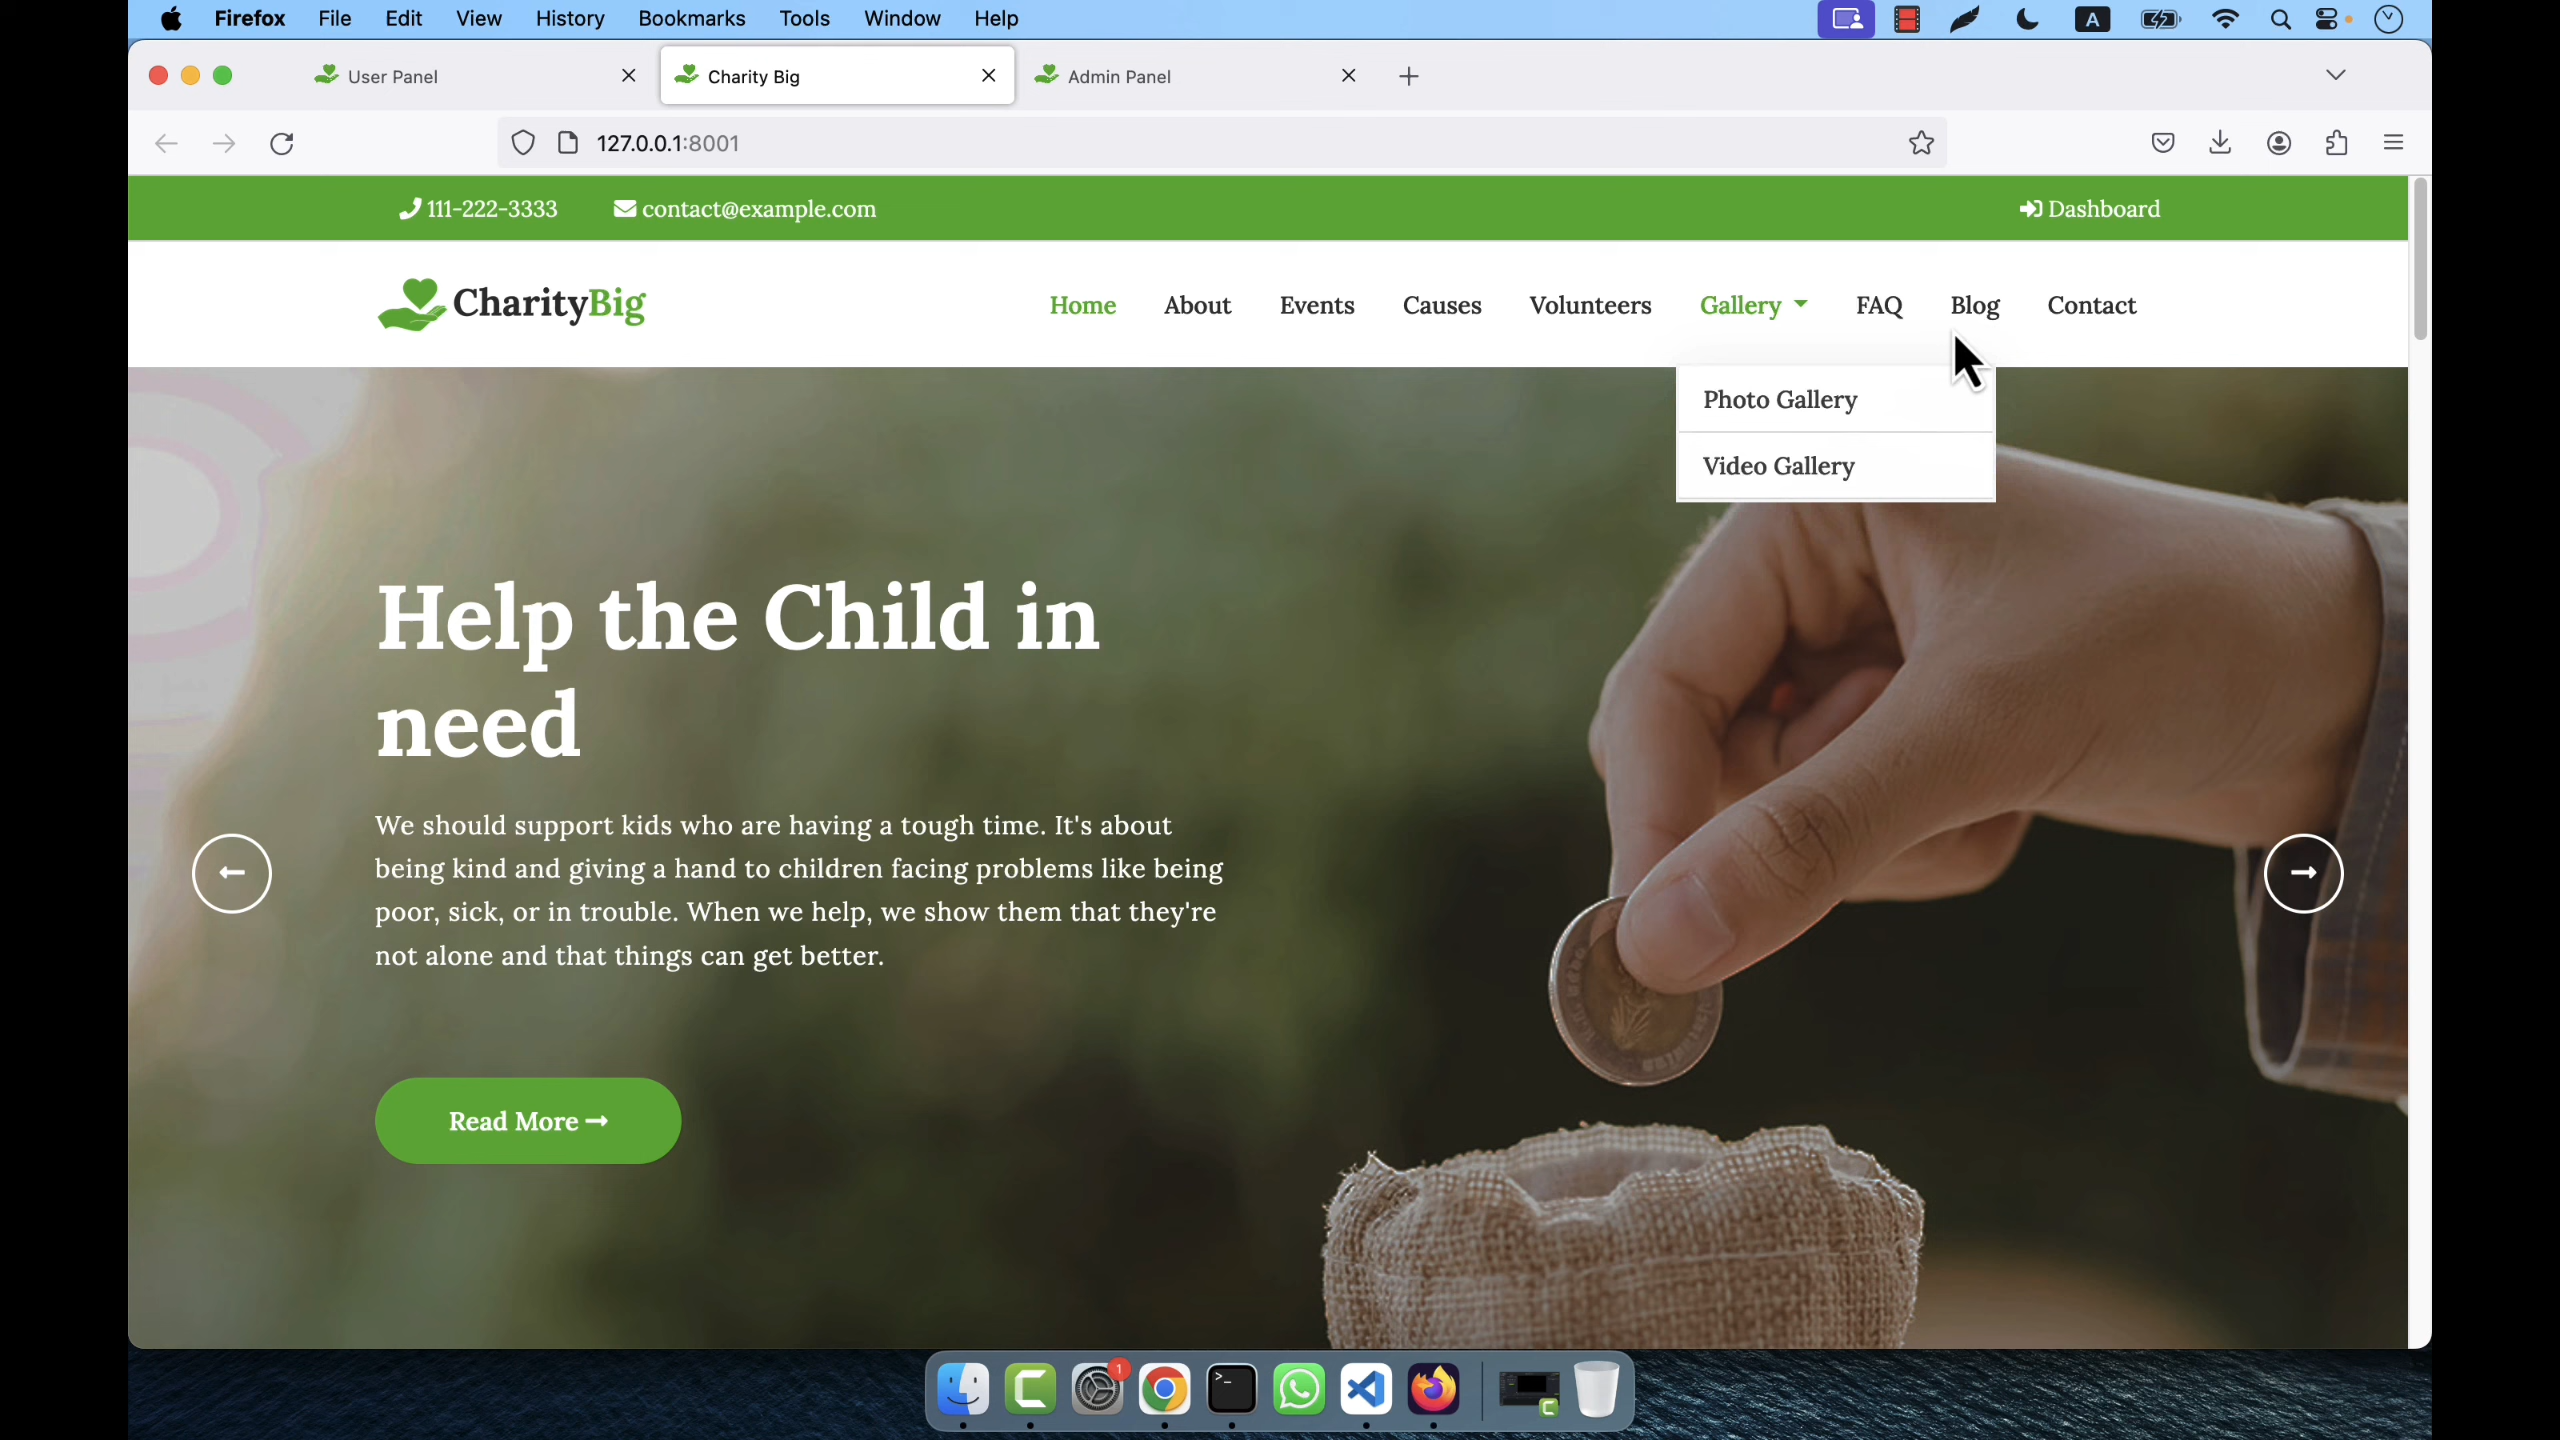 Firefox File Edit View History Bookmarks Tools Window Help
A
User Panel
Charity Big
Admin Panel
127.0.0.1:8001
111-222-3333
contact@example.com
Dashboard
CharityBig
Home About Events Causes Volunteers Gallery FAQ Blog Contact
Photo Gallery
Video Gallery
Help the Child in
need
We should support kids who are having a tough time. It's about
being kind and giving a hand to children facing problems like being
poor, sick, or in trouble. When we help, we show them that they're
not alone and that things can get better.
Read More
1